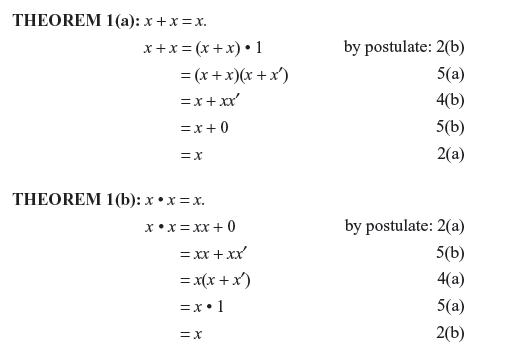 THEOREM 1(a): x + x = x.
x + x = (x + x) • 1 by postulate: 2(b)
= (x + x)(x + x′) 5(a)
= x + xx′ 4(b)
= x + 0 5(b)
= x 2(a)
THEOREM 1(b): x • x = x.
x • x = xx + 0 by postulate: 2(a)
= xx + xx′ 5(b)
= x(x + x′) 4(a)
= x • 1 5(a)
= x 2(b)